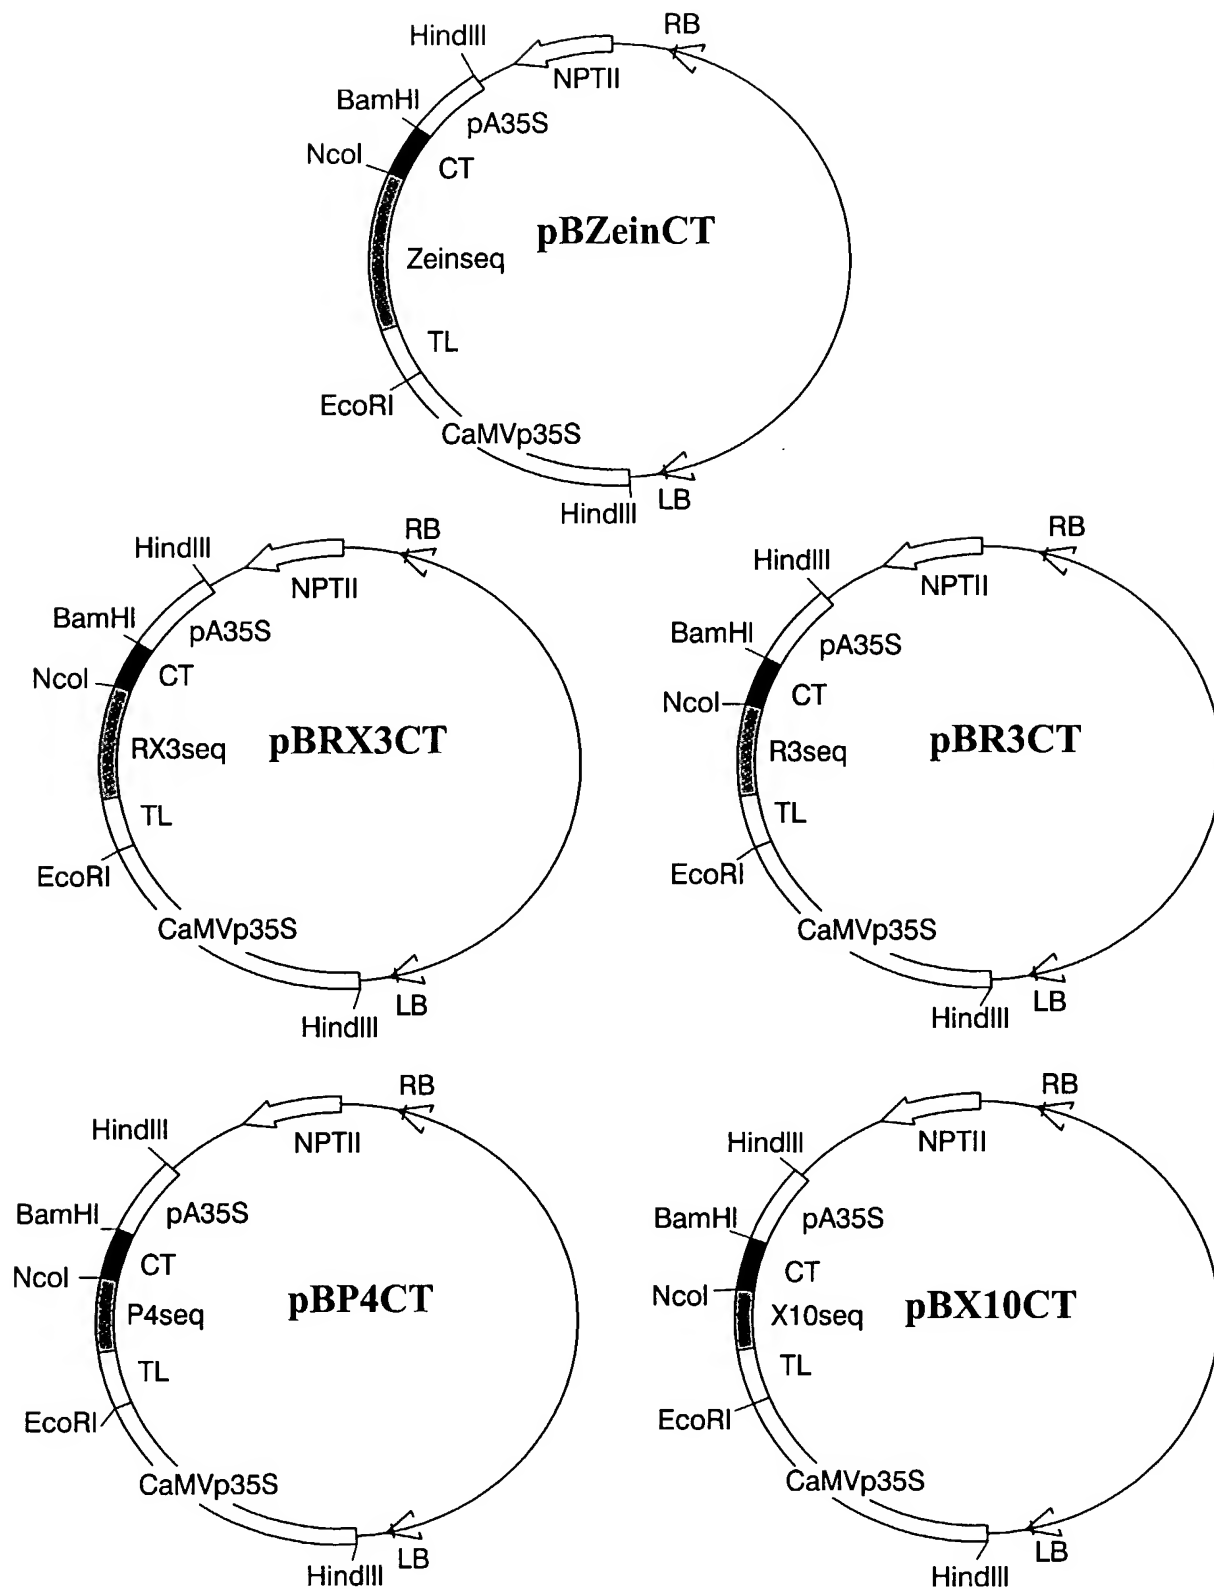 RB
HindIII
NPTII
BamHI
pA35S
NcoI
CT
pBZeinCT
Zeinseq
TL
EcoRI
CaMVp35S
LB
HindIII
RB
HindIII
NPTII
BamHI
pA35S
CT
NcoI
pBRX3CT
RX3seq
TL
EcoRI
CaMVp35S
LB
HindIII
RB
HindIII
NPTII
BamHI
pA35S
CT
NcoI
pBR3CT
R3seq
TL
EcoRI
CaMVp35S
LB
HindIII
RB
HindIII
NPTII
BamHI
pA35S
CT
NcoI
pBP4CT
P4seq
TL
EcoRI
CaMVp35S
LB
HindIII
RB
HindIII
NPTII
BamHI
pA35S
CT
NcoI
pBX10CT
X10seq
TL
EcoRI
CaMVp35S
LB
HindIII